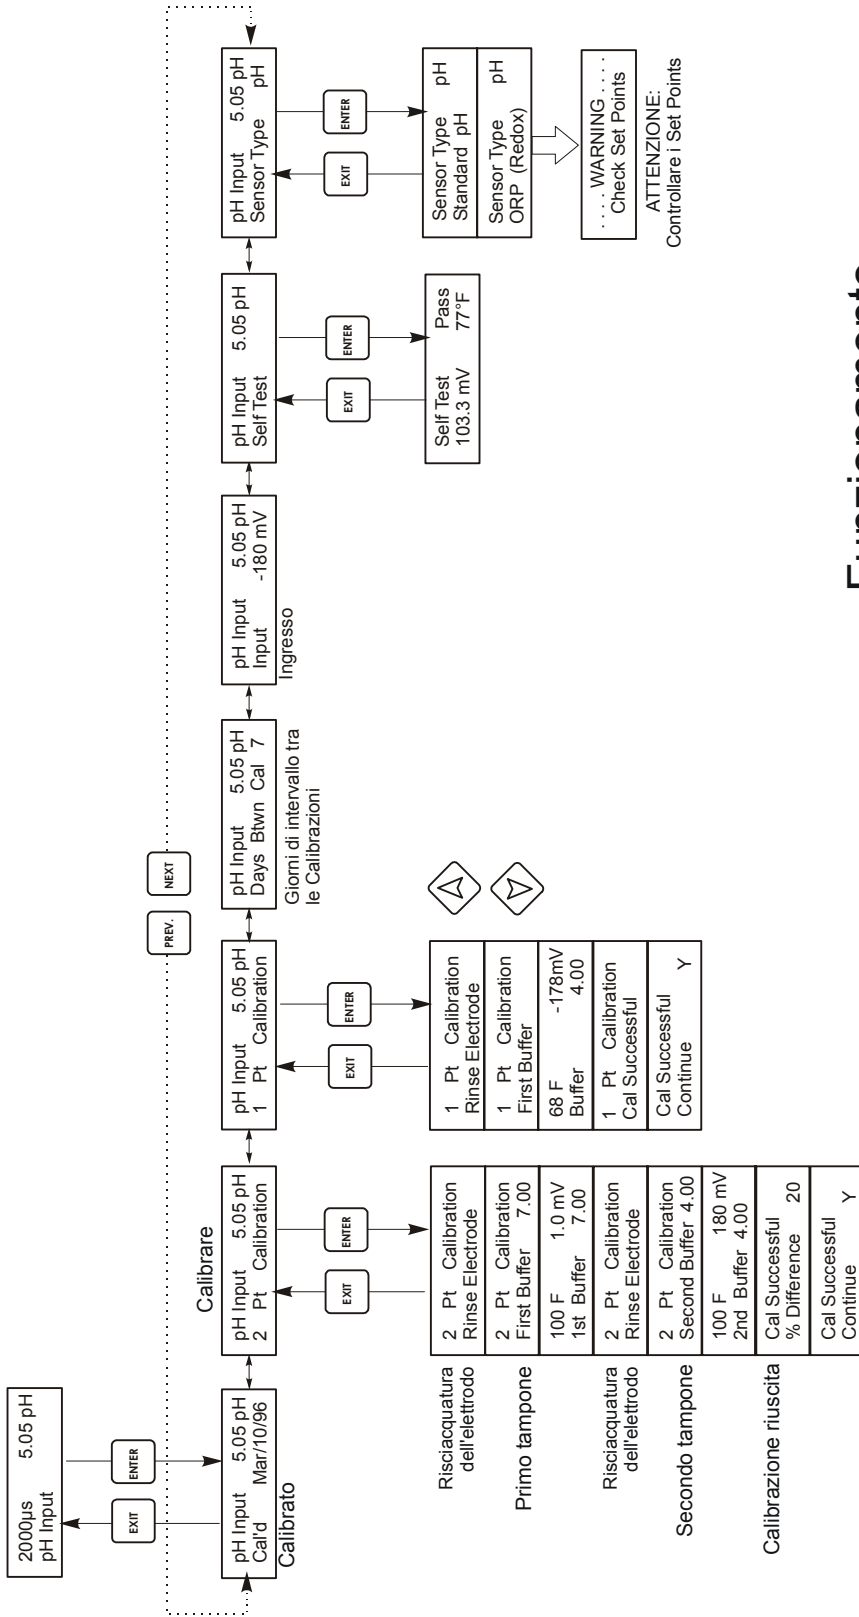 2000µs 5.05 pH
pH Input
EXIT
ENTER
PREV.
NEXT
pH Input 5.05 pH
Cal'd Mar/10/96
Calibrato
Calibrare
pH Input 5.05 pH
2 Pt Calibration
EXIT
ENTER
pH Input 5.05 pH
1 Pt Calibration
EXIT
ENTER
pH Input 5.05 pH
Days Btwn Cal 7
Giorni di intervallo tra
le Calibrazioni
pH Input 5.05 pH
Input -180 mV
Ingresso
pH Input 5.05 pH
Self Test
EXIT
ENTER
pH Input 5.05 pH
Sensor Type pH
EXIT
ENTER
Risciacquatura
dell'elettrodo
2 Pt Calibration
Rinse Electrode
Primo tampone
2 Pt Calibration
First Buffer 7.00
100 F 1.0 mV
1st Buffer 7.00
Risciacquatura
dell'elettrodo
2 Pt Calibration
Rinse Electrode
Secondo tampone
2 Pt Calibration
Second Buffer 4.00
100 F 180 mV
2nd Buffer 4.00
Calibrazione riuscita
Cal Successful
% Difference 20
Cal Successful
Continue Y
1 Pt Calibration
Rinse Electrode
1 Pt Calibration
First Buffer
68 F -178mV
Buffer 4.00
1 Pt Calibration
Cal Successful
Cal Successful
Continue Y
Self Test Pass
103.3 mV 77°F
Sensor Type pH
Standard pH
Sensor Type pH
ORP (Redox)
. . . . WARNING . . . .
Check Set Points
ATTENZIONE:
Controllare i Set Points